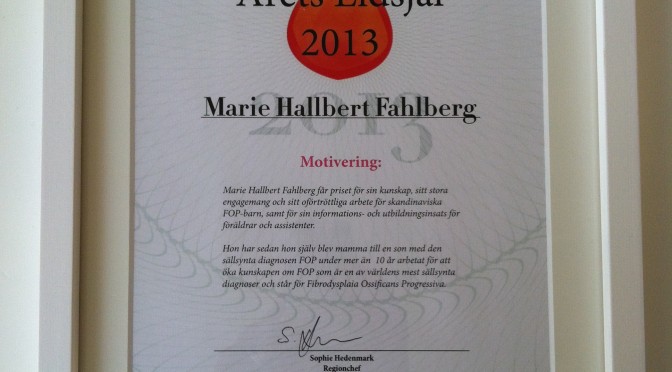 Årets Eldsjäl
2013
2013
Marie Hallbert Fahlberg
Motivering:
Marie Hallbert Fahlberg får priset för sin kunskap, sitt stora
engagemang och sitt oförtröttliga arbete för skandinaviska
FOP-barn, samt för sin informations- och utbildningsinsats för
föräldrar och assistenter.
Hon har sedan hon själv blev mamma till en son med den
sällsynta diagnosen FOP under mer än 10 år arbetat för att
öka kunskapen om FOP som är en av världens mest sällsynta
diagnoser och står för Fibrodysplaia Ossificans Progressiva.
Sophie Hedenmark
Regionchef